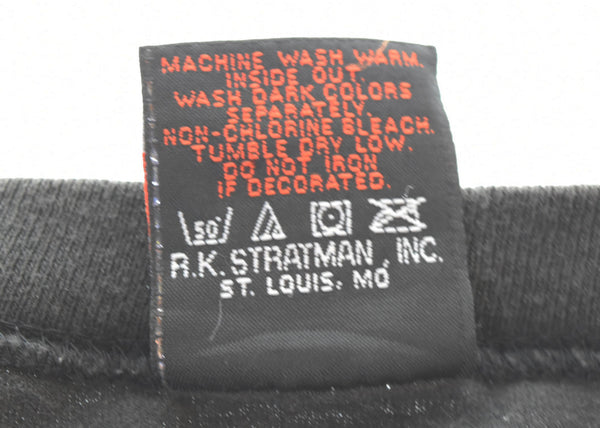 MACHINE WASH WARM.
INSIDE OUT.
WASH DARK COLORS
SEPARATELY.
NON-CHLORINE BLEACH.
TUMBLE DRY LOW.
DO NOT IRON
IF DECORATED.
50°
R.K. STRATMAN, INC.
ST. LOUIS, MO